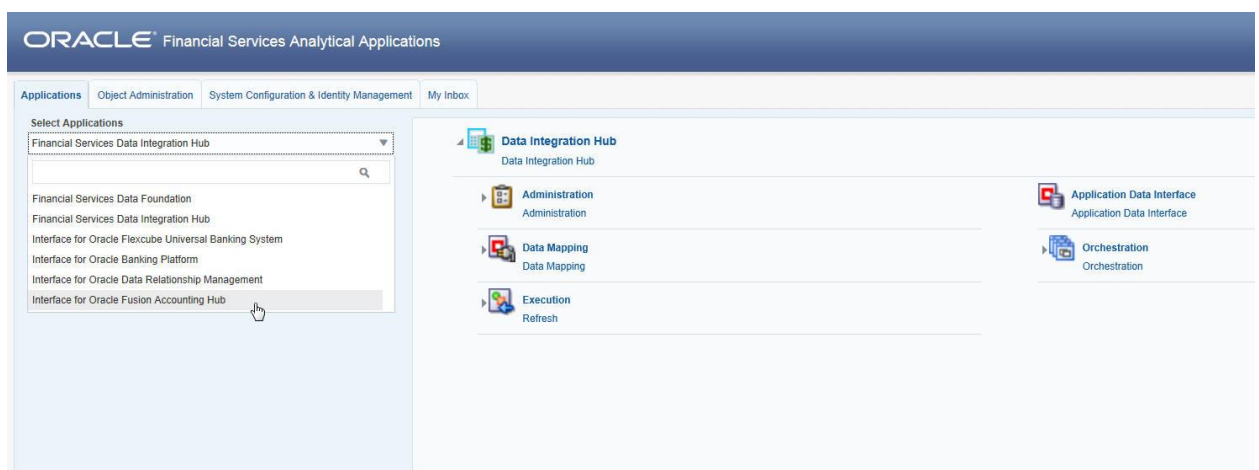 ORACLE® Financial Services Analytical Applications
Applications Object Administration System Configuration & Identity Management My Inbox
Select Applications
Financial Services Data Integration Hub
Financial Services Data Foundation
Financial Services Data Integration Hub
Interface for Oracle Flexcube Universal Banking System
Interface for Oracle Banking Platform
Interface for Oracle Data Relationship Management
Interface for Oracle Fusion Accounting Hub
Data Integration Hub
Data Integration Hub
Administration
Administration
Application Data Interface
Application Data Interface
Data Mapping
Data Mapping
Orchestration
Orchestration
Execution
Refresh